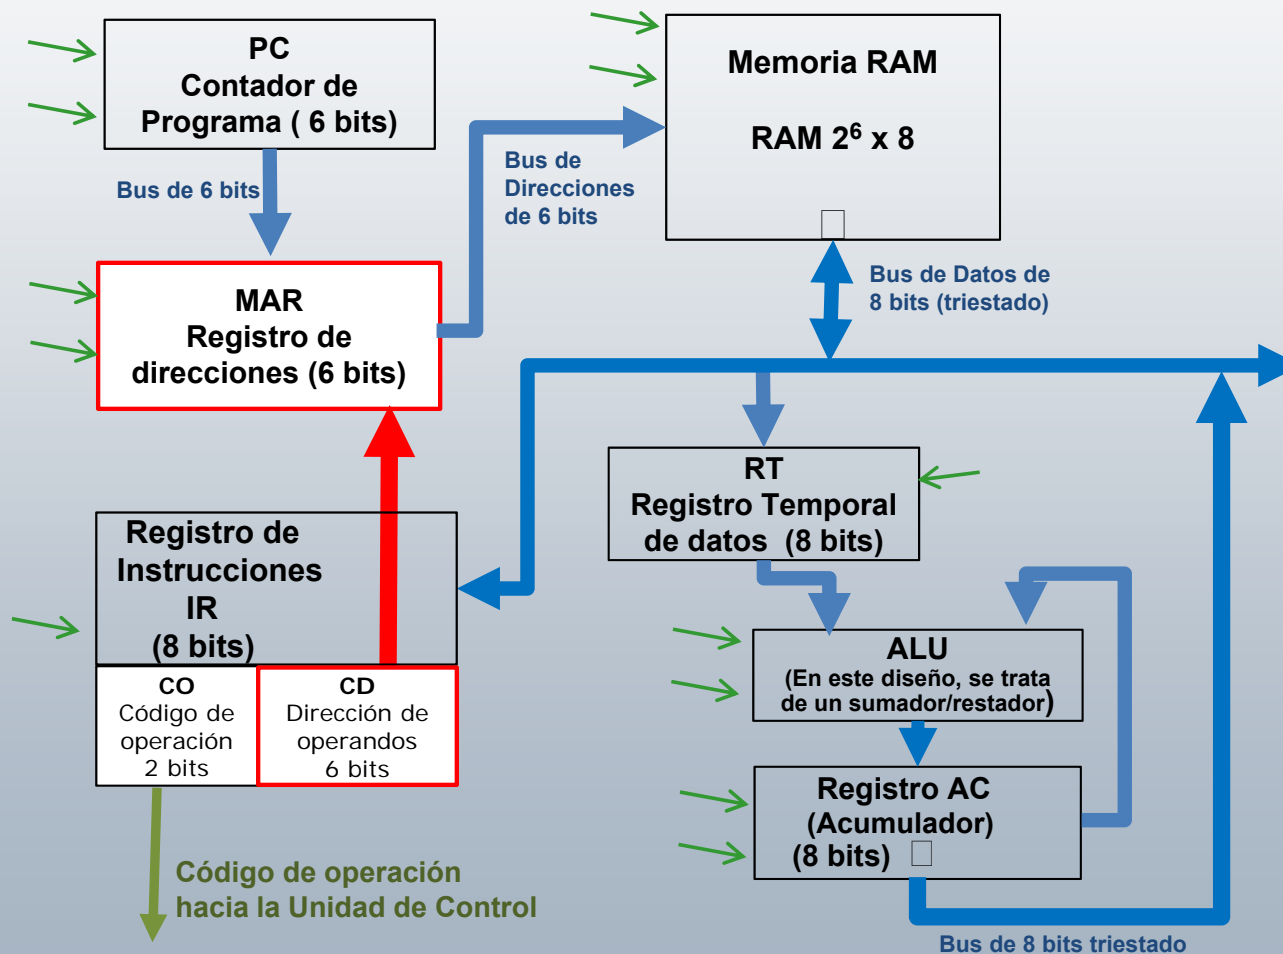 PC
Contador de
Programa ( 6 bits)
Bus de 6 bits
Memoria RAM
RAM 2⁶ x 8
Bus de
Direcciones
de 6 bits
Bus de Datos de
8 bits (triestado)
MAR
Registro de
direcciones (6 bits)
RT
Registro Temporal
de datos (8 bits)
Registro de
Instrucciones
IR
(8 bits)
CO
Código de
operación
2 bits
CD
Dirección de
operandos
6 bits
ALU
(En este diseño, se trata
de un sumador/restador)
Registro AC
(Acumulador)
(8 bits)
Código de operación
hacia la Unidad de Control
Bus de 8 bits triestado